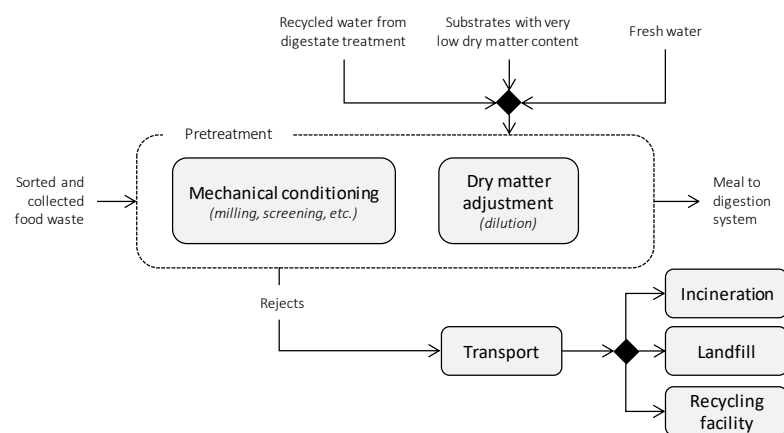 Recycled water from
digestate treatment
Substrates with very
low dry matter content
Fresh water
Pretreatment
Sorted and
collected
food waste
Mechanical conditioning
(milling, screening, etc.)
Dry matter
adjustment
(dilution)
Meal to
digestion
system
Rejects
Transport
Incineration
Landfill
Recycling
facility